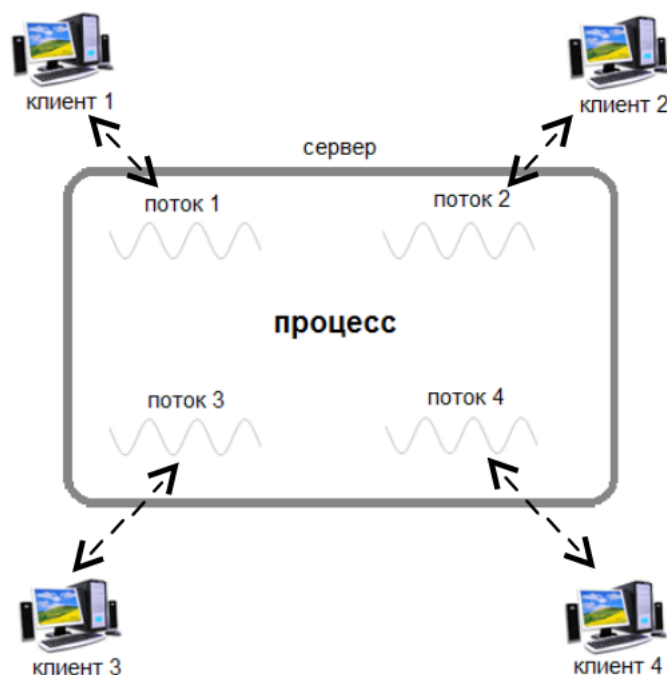 клиент 1
клиент 2
сервер
поток 1
поток 2
процесс
поток 3
поток 4
клиент 3
клиент 4